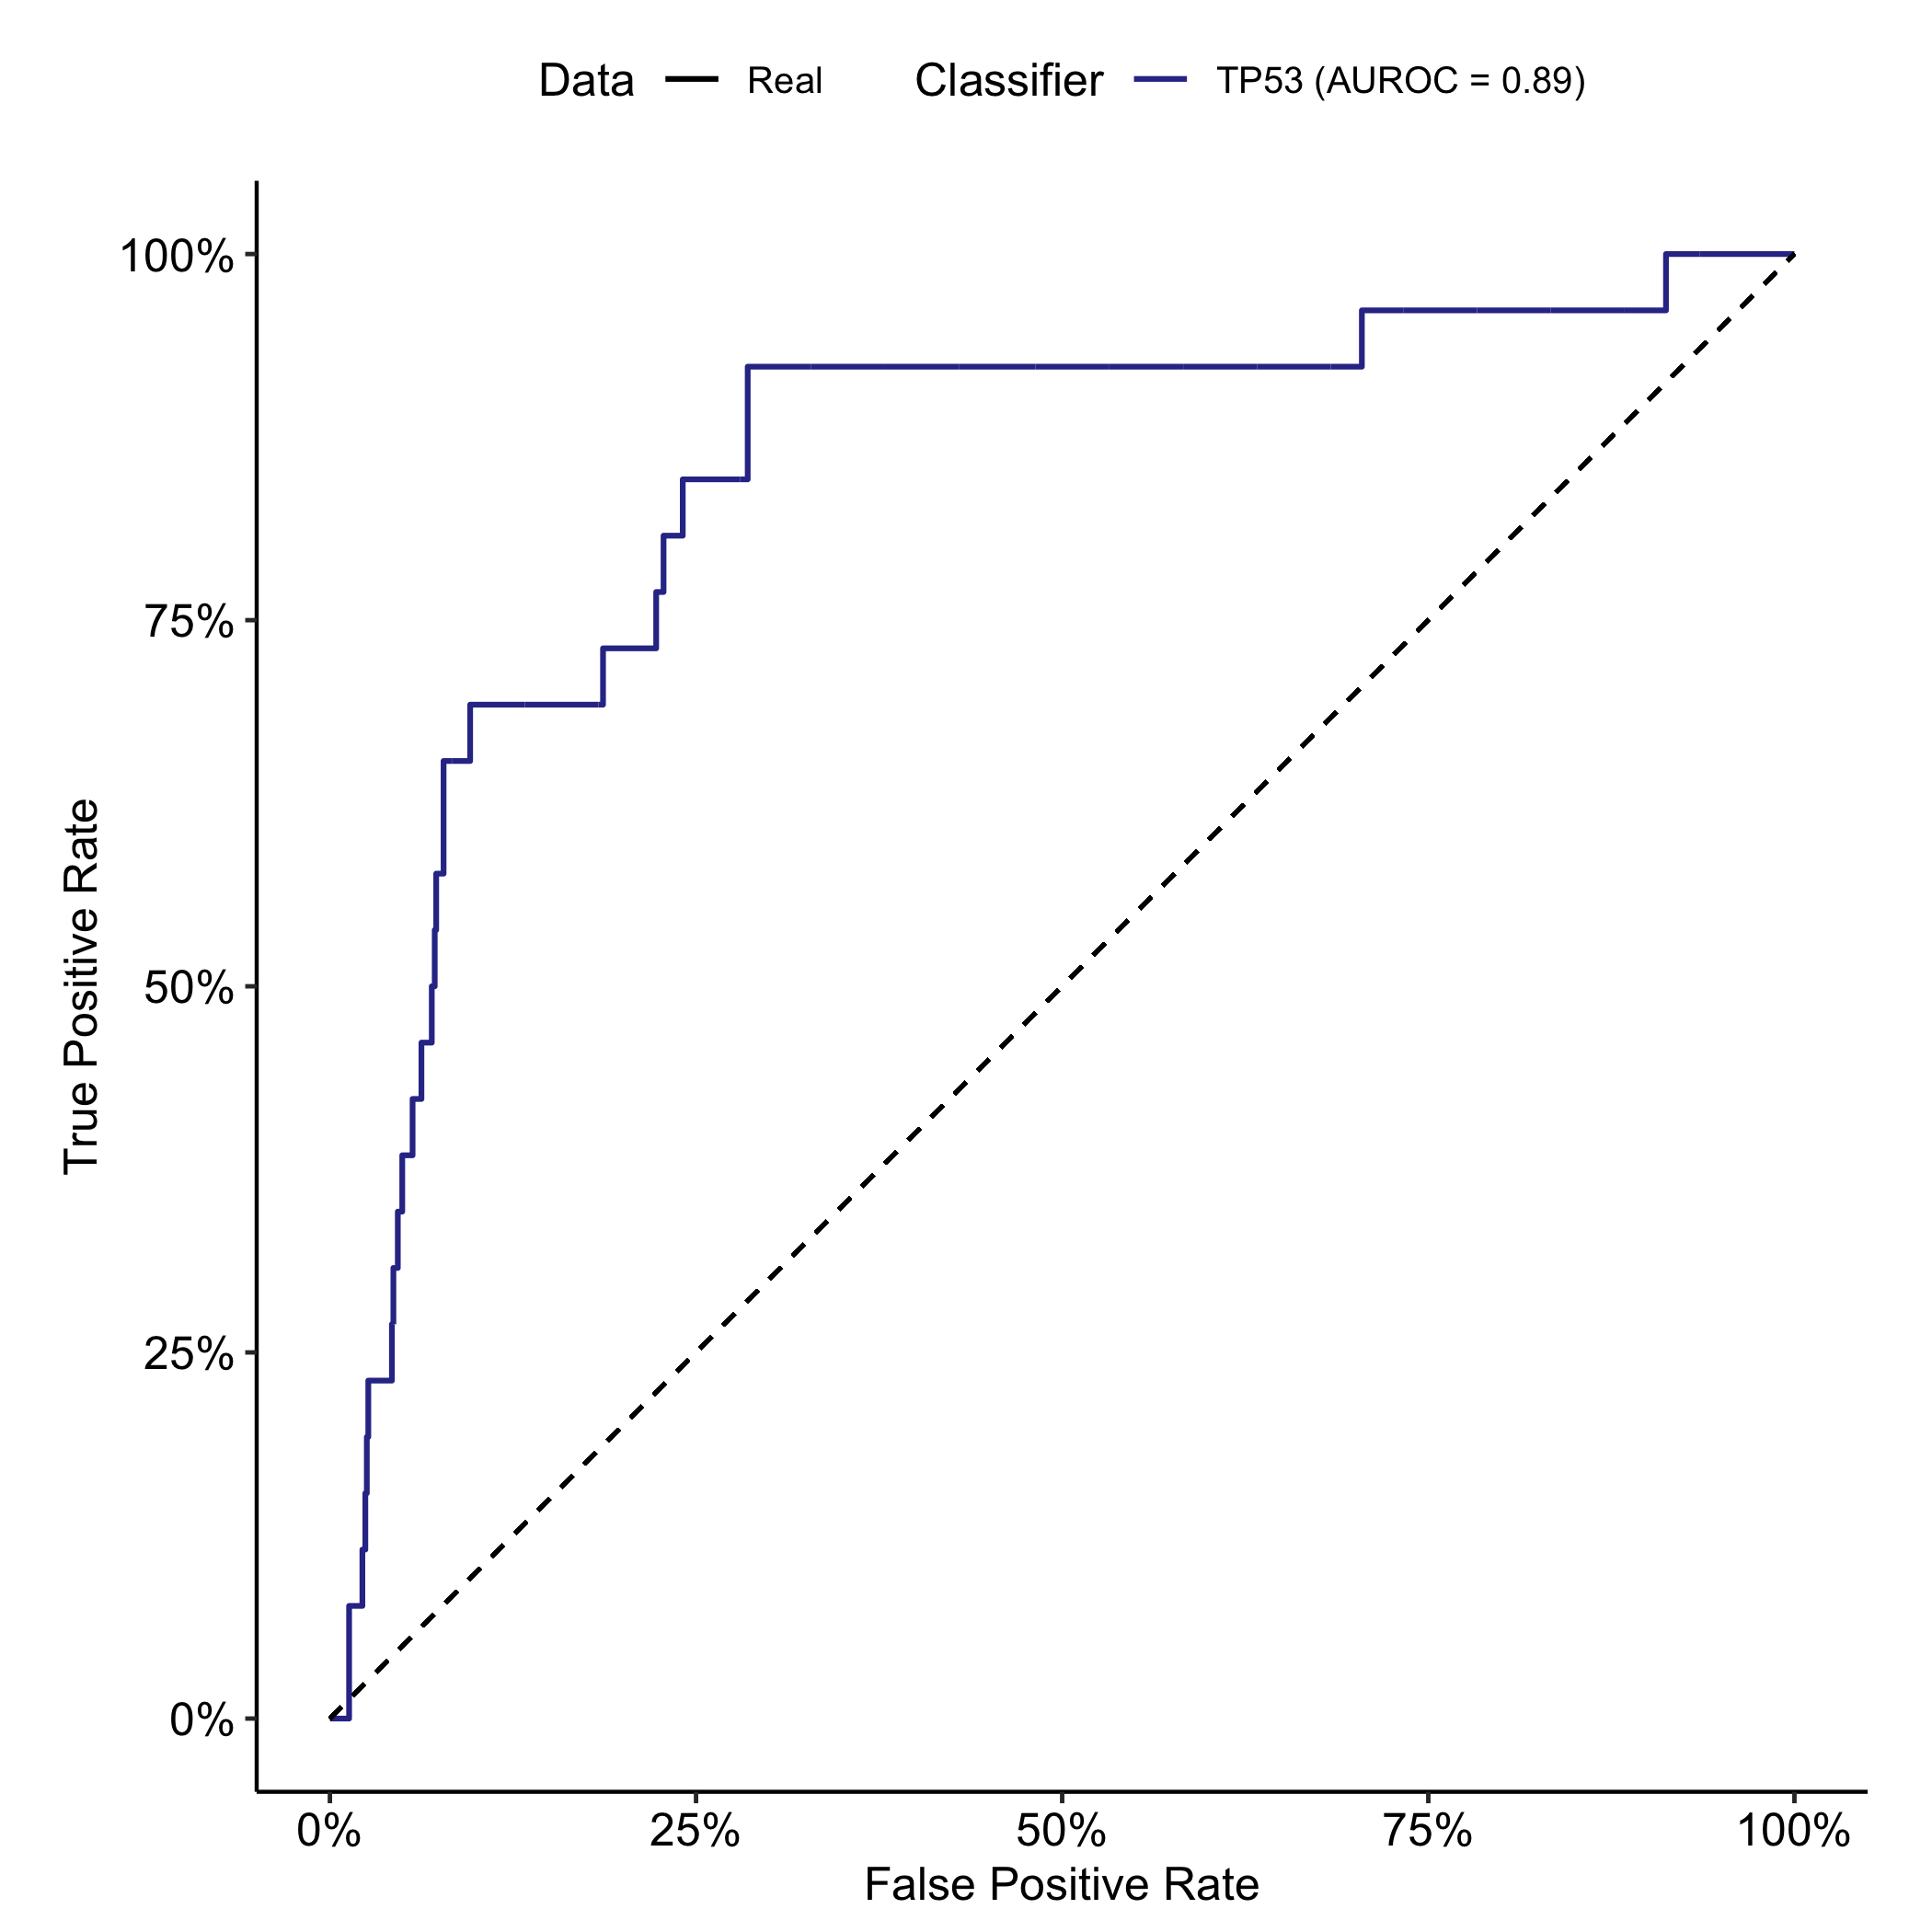 Data Real Classifier TP53 (AUROC = 0.89)
100%
75%
50%
25%
0%
True Positive Rate
0% 25% 50% 75% 100%
False Positive Rate